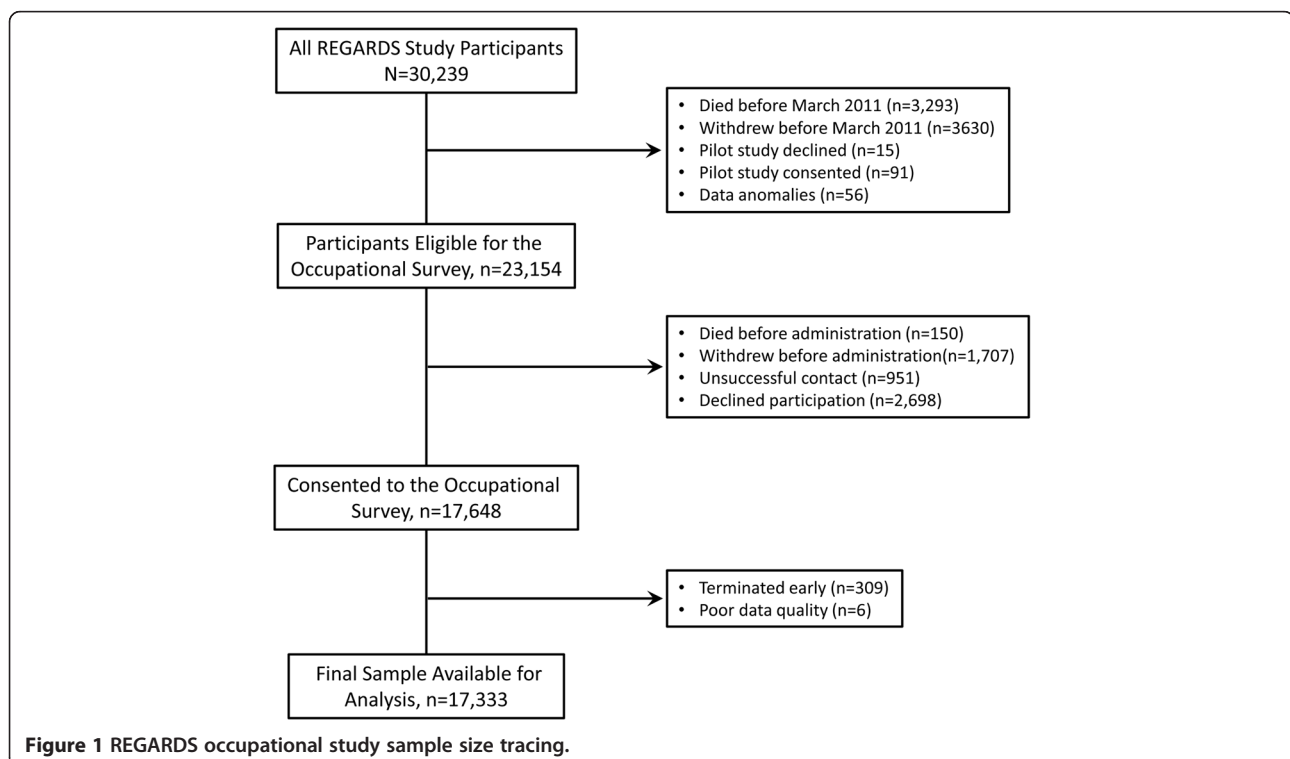 All REGARDS Study Participants
N=30,239
• Died before March 2011 (n=3,293)
• Withdrew before March 2011 (n=3630)
• Pilot study declined (n=15)
• Pilot study consented (n=91)
• Data anomalies (n=56)
Participants Eligible for the
Occupational Survey, n=23,154
• Died before administration (n=150)
• Withdrew before administration(n=1,707)
• Unsuccessful contact (n=951)
• Declined participation (n=2,698)
Consented to the Occupational
Survey, n=17,648
• Terminated early (n=309)
• Poor data quality (n=6)
Final Sample Available for
Analysis, n=17,333
Figure 1 REGARDS occupational study sample size tracing.